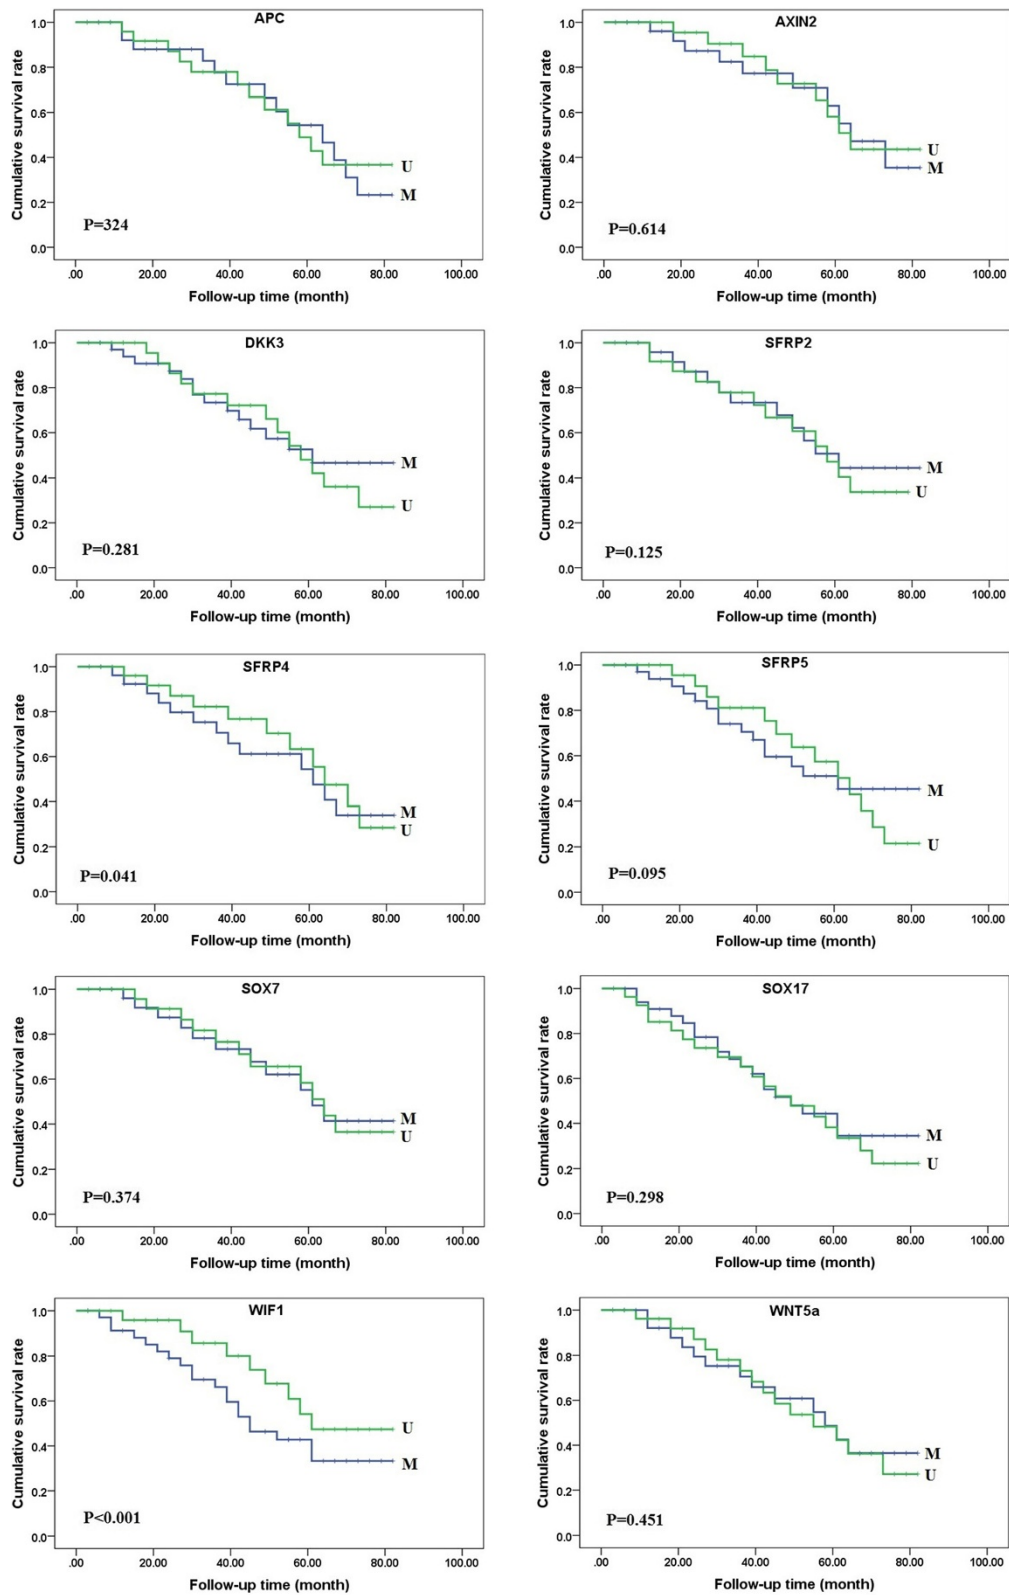 APC
Cumulative survival rate
1.0
0.8
0.6
0.4
0.2
0.0
U
M
P=324
.00 20.00 40.00 60.00 80.00 100.00
Follow-up time (month)
AXIN2
Cumulative survival rate
1.0
0.8
0.6
0.4
0.2
0.0
U
M
P=0.614
.00 20.00 40.00 60.00 80.00 100.00
Follow-up time (month)
DKK3
Cumulative survival rate
1.0
0.8
0.6
0.4
0.2
0.0
M
U
P=0.281
.00 20.00 40.00 60.00 80.00 100.00
Follow-up time (month)
SFRP2
Cumulative survival rate
1.0
0.8
0.6
0.4
0.2
0.0
M
U
P=0.125
.00 20.00 40.00 60.00 80.00 100.00
Follow-up time (month)
SFRP4
Cumulative survival rate
1.0
0.8
0.6
0.4
0.2
0.0
M
U
P=0.041
.00 20.00 40.00 60.00 80.00 100.00
Follow-up time (month)
SFRP5
Cumulative survival rate
1.0
0.8
0.6
0.4
0.2
0.0
M
U
P=0.095
.00 20.00 40.00 60.00 80.00 100.00
Follow-up time (month)
SOX7
Cumulative survival rate
1.0
0.8
0.6
0.4
0.2
0.0
M
U
P=0.374
.00 20.00 40.00 60.00 80.00 100.00
Follow-up time (month)
SOX17
Cumulative survival rate
1.0
0.8
0.6
0.4
0.2
0.0
M
U
P=0.298
.00 20.00 40.00 60.00 80.00 100.00
Follow-up time (month)
WIF1
Cumulative survival rate
1.0
0.8
0.6
0.4
0.2
0.0
U
M
P<0.001
.00 20.00 40.00 60.00 80.00 100.00
Follow-up time (month)
WNT5a
Cumulative survival rate
1.0
0.8
0.6
0.4
0.2
0.0
M
U
P=0.451
.00 20.00 40.00 60.00 80.00 100.00
Follow-up time (month)